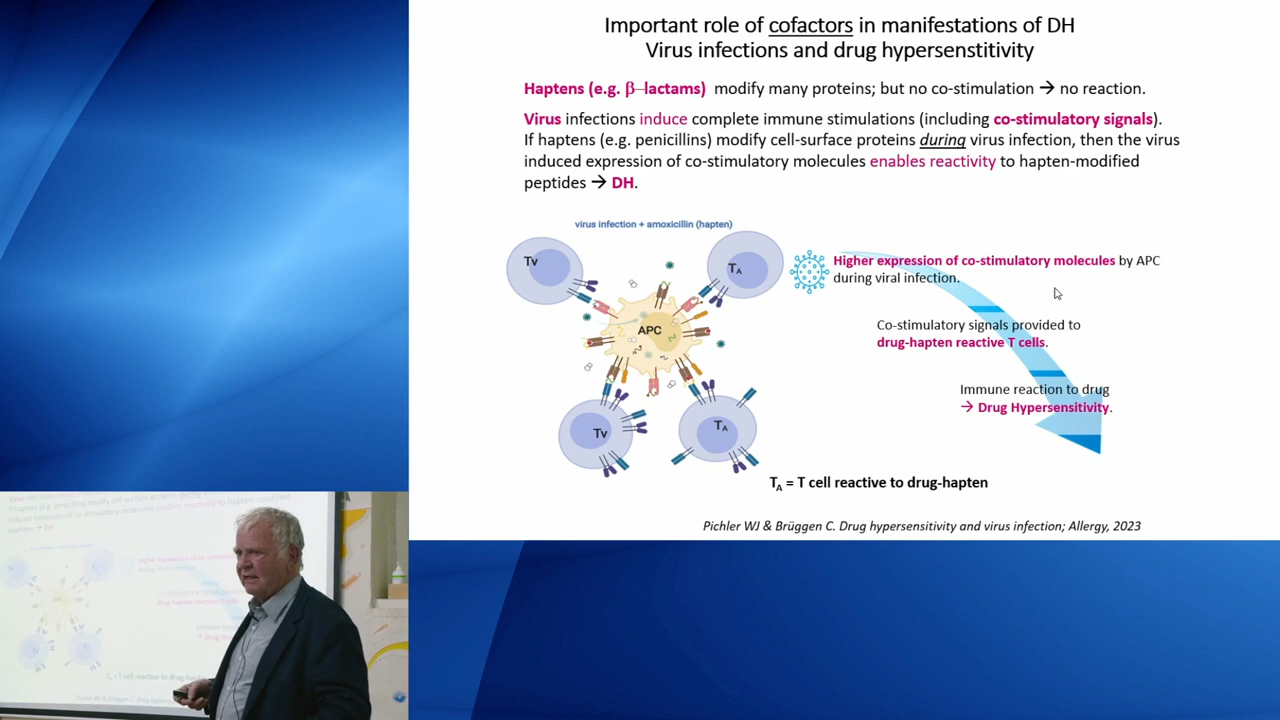 Important role of cofactors in manifestations of DH
Virus infections and drug hypersenstitivity
Haptens (e.g. β–lactams) modify many proteins; but no co-stimulation → no reaction.
Virus infections induce complete immune stimulations (including co-stimulatory signals).
If haptens (e.g. penicillins) modify cell-surface proteins during virus infection, then the virus
induced expression of co-stimulatory molecules enables reactivity to hapten-modified
peptides → DH.
virus infection + amoxicillin (hapten)
Tv
TA
APC
Tv
TA
Higher expression of co-stimulatory molecules by APC
during viral infection.
Co-stimulatory signals provided to
drug-hapten reactive T cells.
Immune reaction to drug
→ Drug Hypersensitivity.
TA = T cell reactive to drug-hapten
Pichler WJ & Brüggen C. Drug hypersensitivity and virus infection; Allergy, 2023